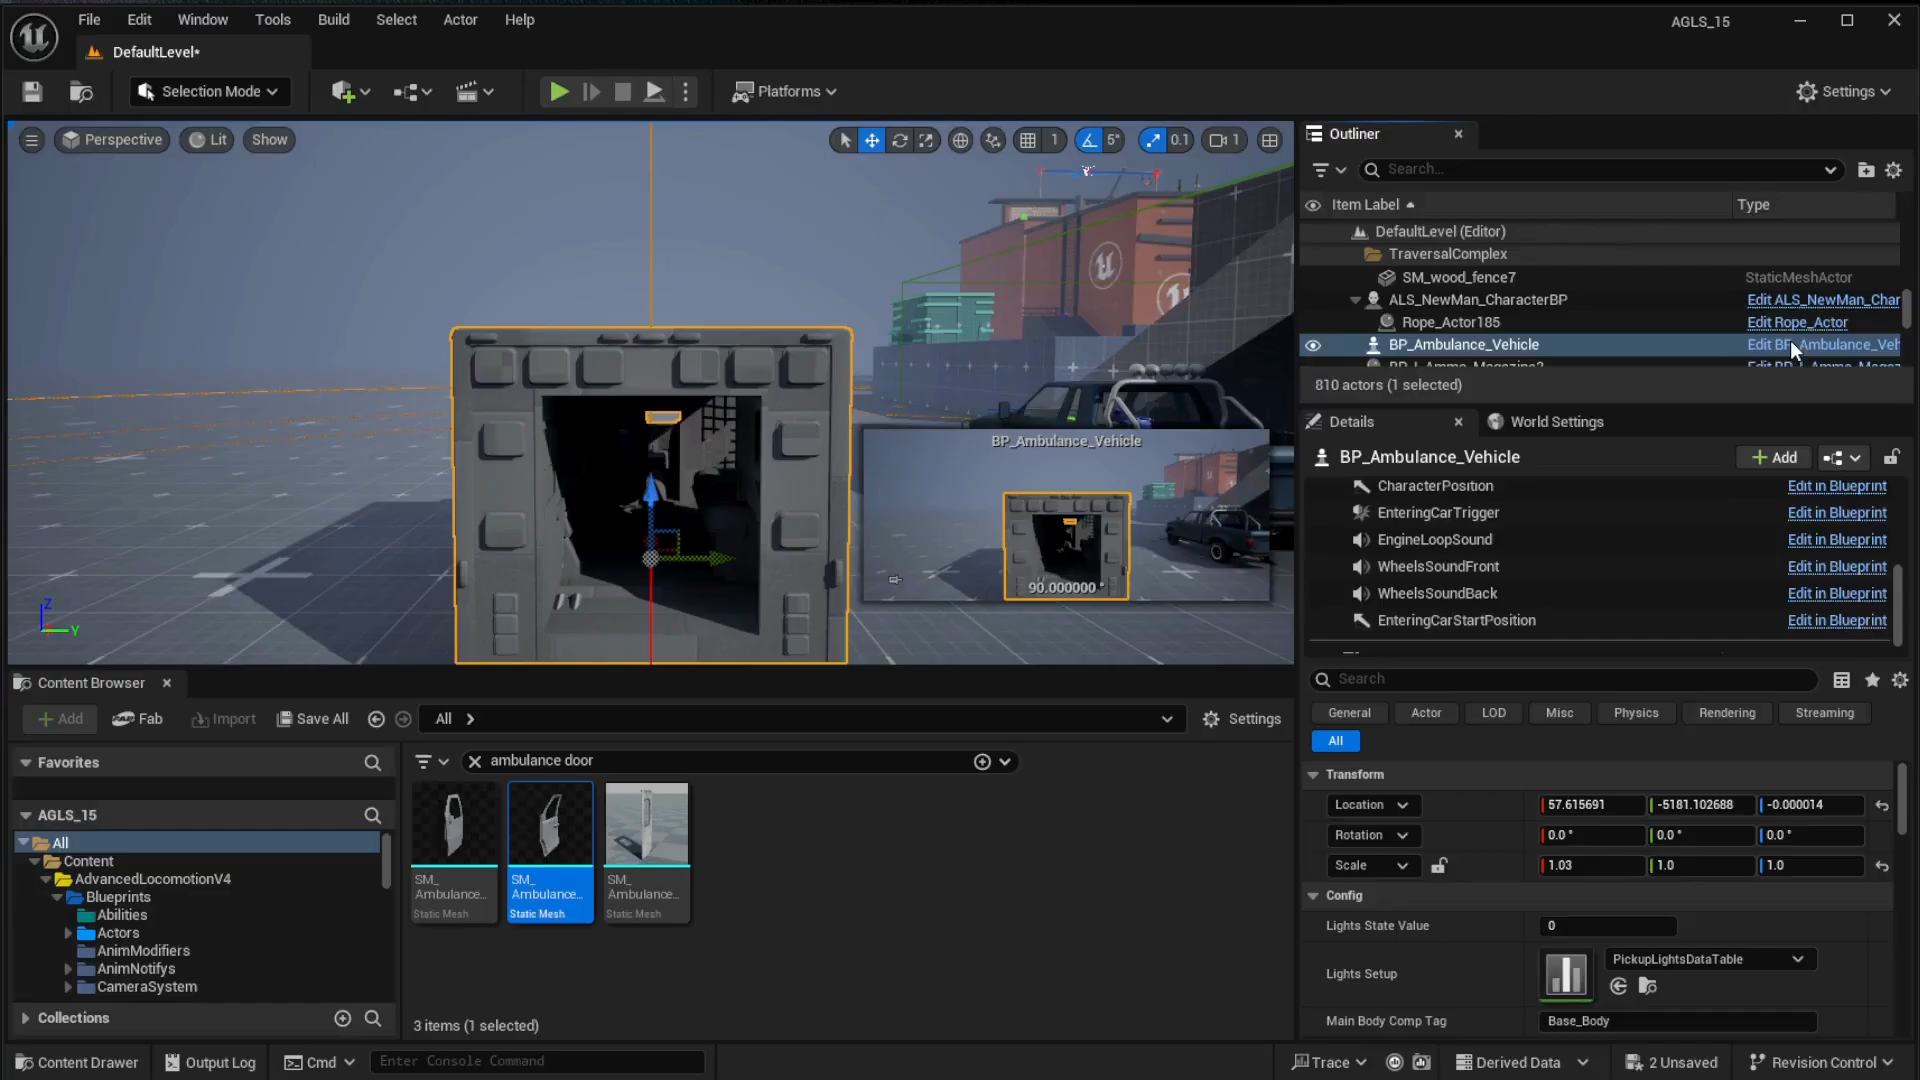 File Edit Window Tools Build Select Actor Help
AGLS_15
DefaultLevel*
Selection Mode
Platforms
Settings
Perspective Lit Show
1 5° 0.1 1
BP_Ambulance_Vehicle
90.000000 °
Z
Y
Outliner
Search...
Item Label Type
DefaultLevel (Editor)
TraversalComplex
SM_wood_fence7 StaticMeshActor
ALS_NewMan_CharacterBP Edit ALS_NewMan_Char
Rope_Actor185 Edit Rope_Actor
BP_Ambulance_Vehicle Edit BP_Ambulance_Veh
810 actors (1 selected)
Details World Settings
BP_Ambulance_Vehicle Add
CharacterPosition Edit in Blueprint
EnteringCarTrigger Edit in Blueprint
EngineLoopSound Edit in Blueprint
WheelsSoundFront Edit in Blueprint
WheelsSoundBack Edit in Blueprint
EnteringCarStartPosition Edit in Blueprint
Search
General Actor LOD Misc Physics Rendering Streaming
All
Transform
Location 57.615691 -5181.102688 -0.000014
Rotation 0.0 ° 0.0 ° 0.0 °
Scale 1.03 1.0 1.0
Config
Lights State Value 0
Lights Setup PickupLightsDataTable
Main Body Comp Tag Base_Body
Content Browser
Add Fab Import Save All All Settings
Favorites
AGLS_15
All
Content
AdvancedLocomotionV4
Blueprints
Abilities
Actors
AnimModifiers
AnimNotifys
CameraSystem
Collections
ambulance door
SM_
Ambulance...
Static Mesh
SM_
Ambulance...
Static Mesh
SM_
Ambulance...
Static Mesh
3 items (1 selected)
Content Drawer Output Log Cmd Enter Console Command
Trace Derived Data 2 Unsaved Revision Control